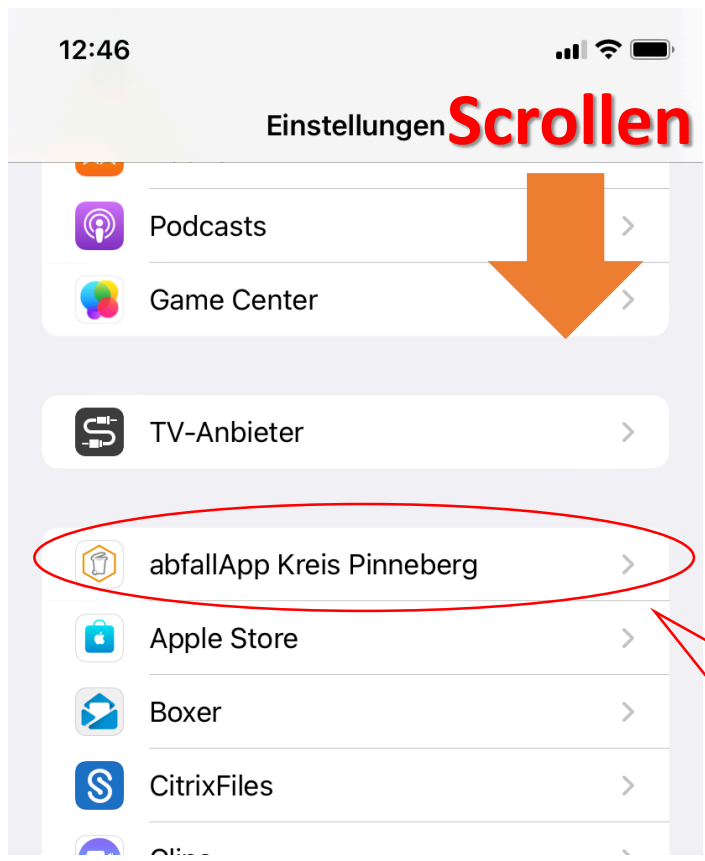 12:46
Einstellungen Scrollen
Podcasts
Game Center
TV-Anbieter
abfallApp Kreis Pinneberg
Apple Store
Boxer
CitrixFiles